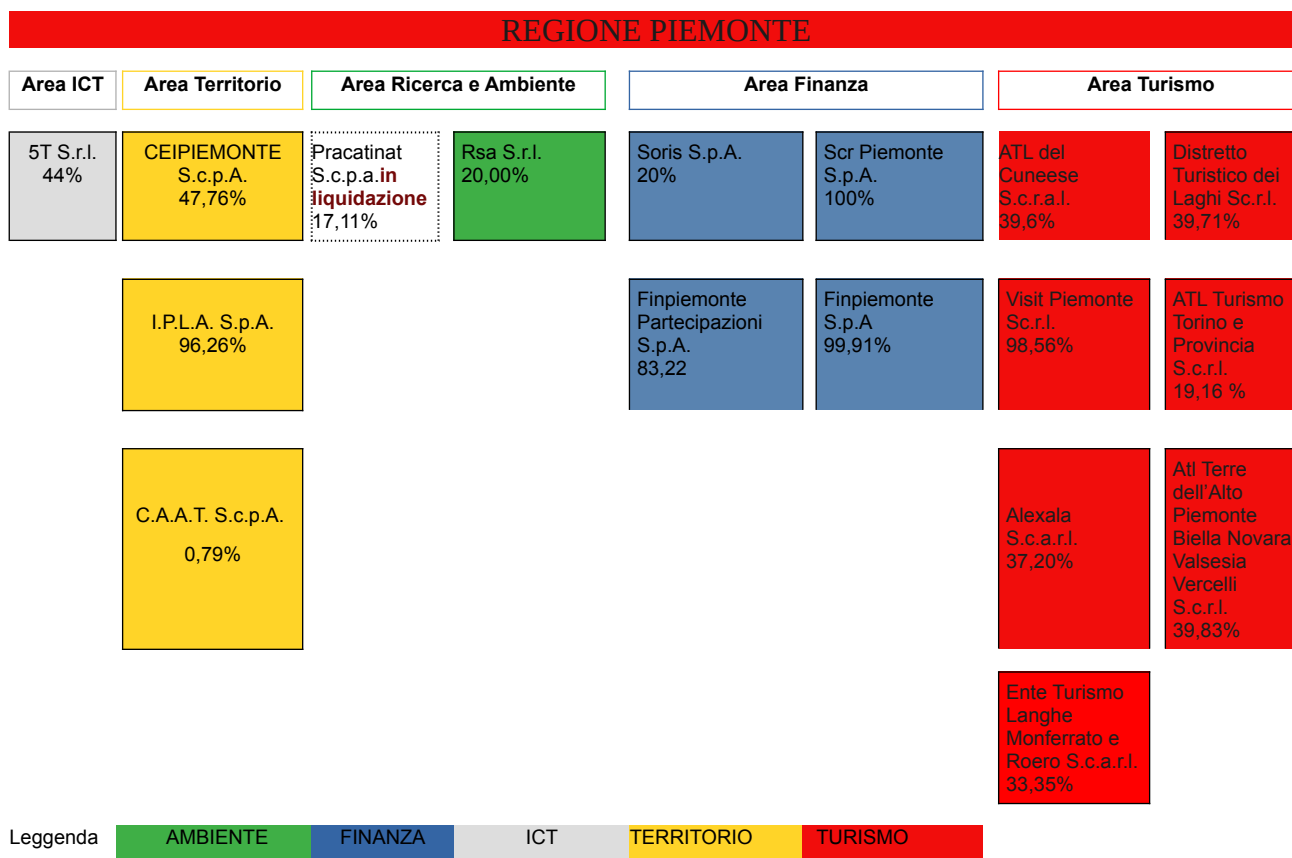 REGIONE PIEMONTE
Area ICT
Area Territorio
Area Ricerca e Ambiente
Area Finanza
Area Turismo
5T S.r.l.
44%
CEIPIEMONTE
S.c.p.A.
47,76%
Pracatinat
S.c.p.a.in
liquidazione
17,11%
Rsa S.r.l.
20,00%
Soris S.p.A.
20%
Scr Piemonte
S.p.A.
100%
ATL del
Cuneese
S.c.r.a.l.
39,6%
Distretto
Turistico dei
Laghi Sc.r.l.
39,71%
I.P.L.A. S.p.A.
96,26%
Finpiemonte
Partecipazioni
S.p.A.
83,22
Finpiemonte
S.p.A
99,91%
Visit Piemonte
Sc.r.l.
98,56%
ATL Turismo
Torino e
Provincia
S.c.r.l.
19,16 %
C.A.A.T. S.c.p.A.
0,79%
Alexala
S.c.a.r.l.
37,20%
Atl Terre
dell'Alto
Piemonte
Biella Novara
Valsesia
Vercelli
S.c.r.l.
39,83%
Ente Turismo
Langhe
Monferrato e
Roero S.c.a.r.l.
33,35%
Leggenda
AMBIENTE
FINANZA
ICT
TERRITORIO
TURISMO